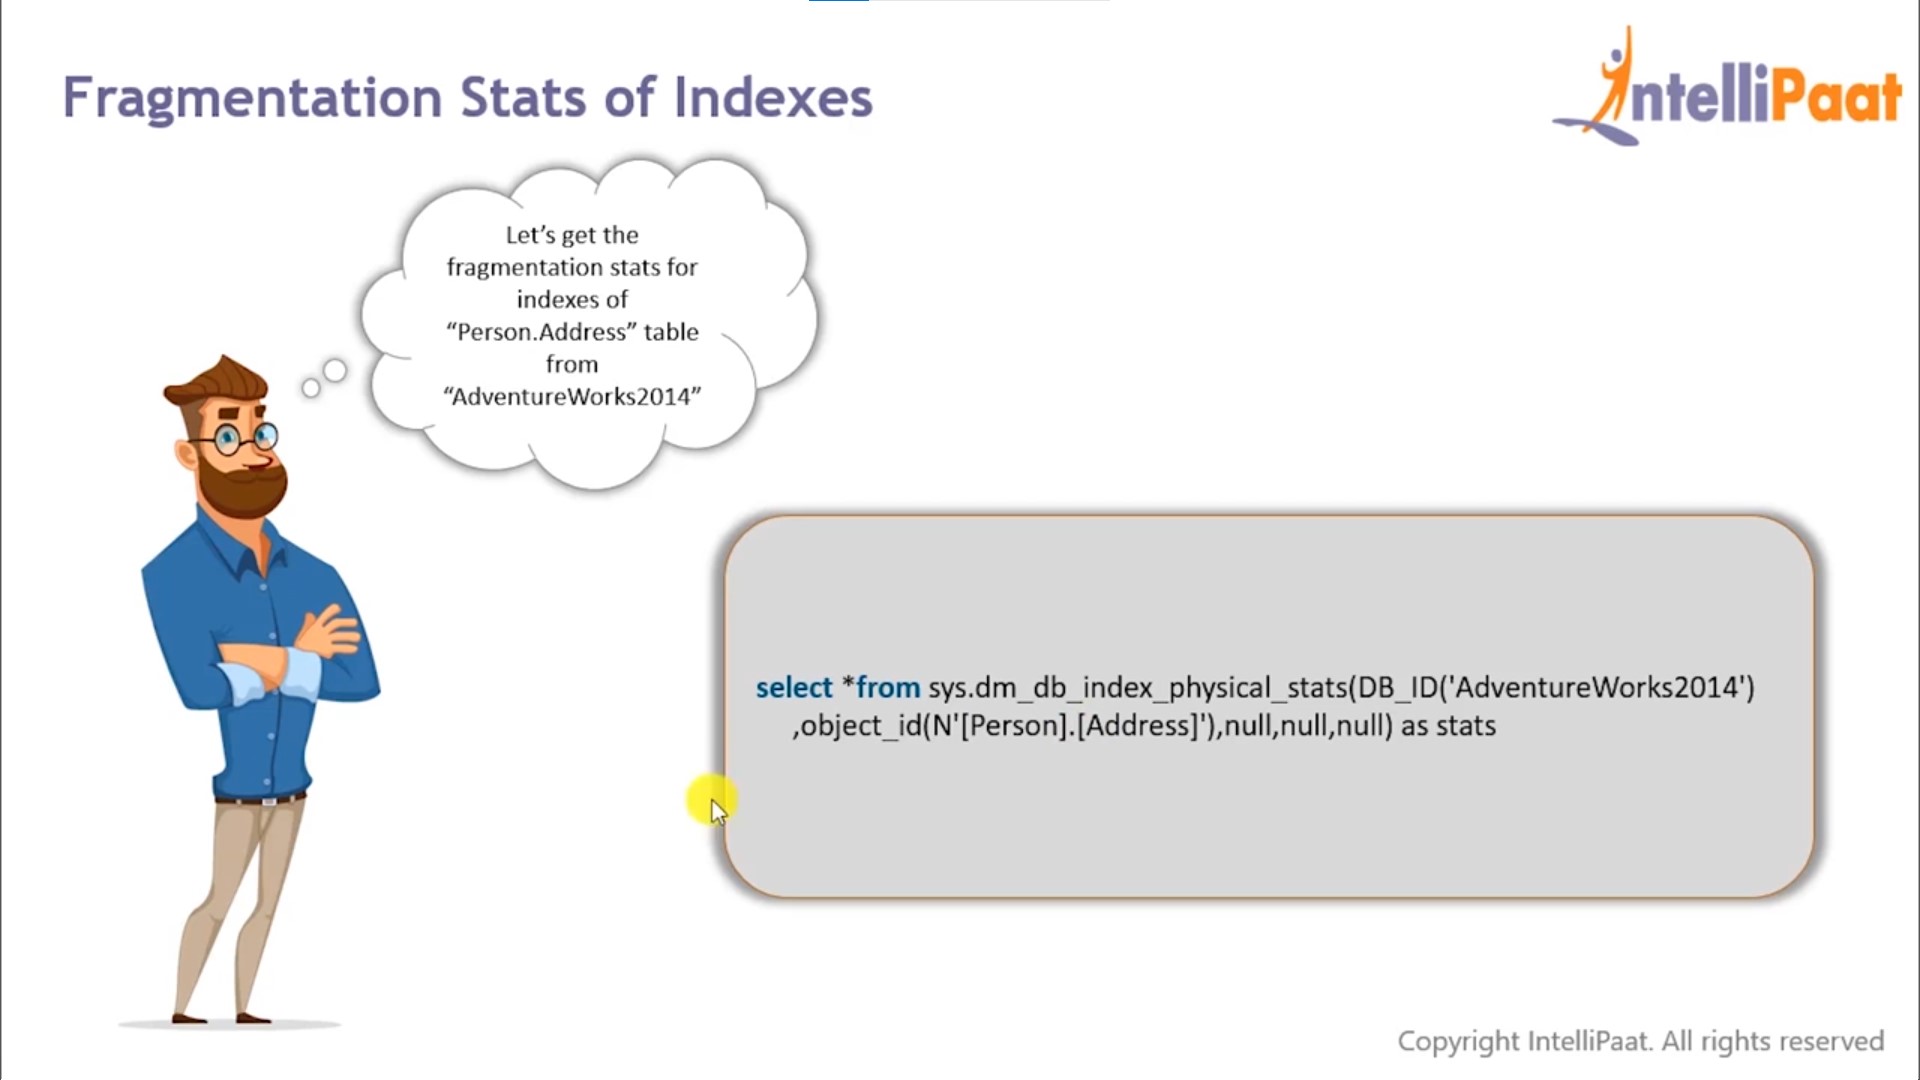 Fragmentation Stats of Indexes
IntelliPaat
Let’s get the
fragmentation stats for
indexes of
“Person.Address” table
from
“AdventureWorks2014”
select *from sys.dm_db_index_physical_stats(DB_ID('AdventureWorks2014')
,object_id(N'[Person].[Address]'),null,null,null) as stats
Copyright IntelliPaat. All rights reserved